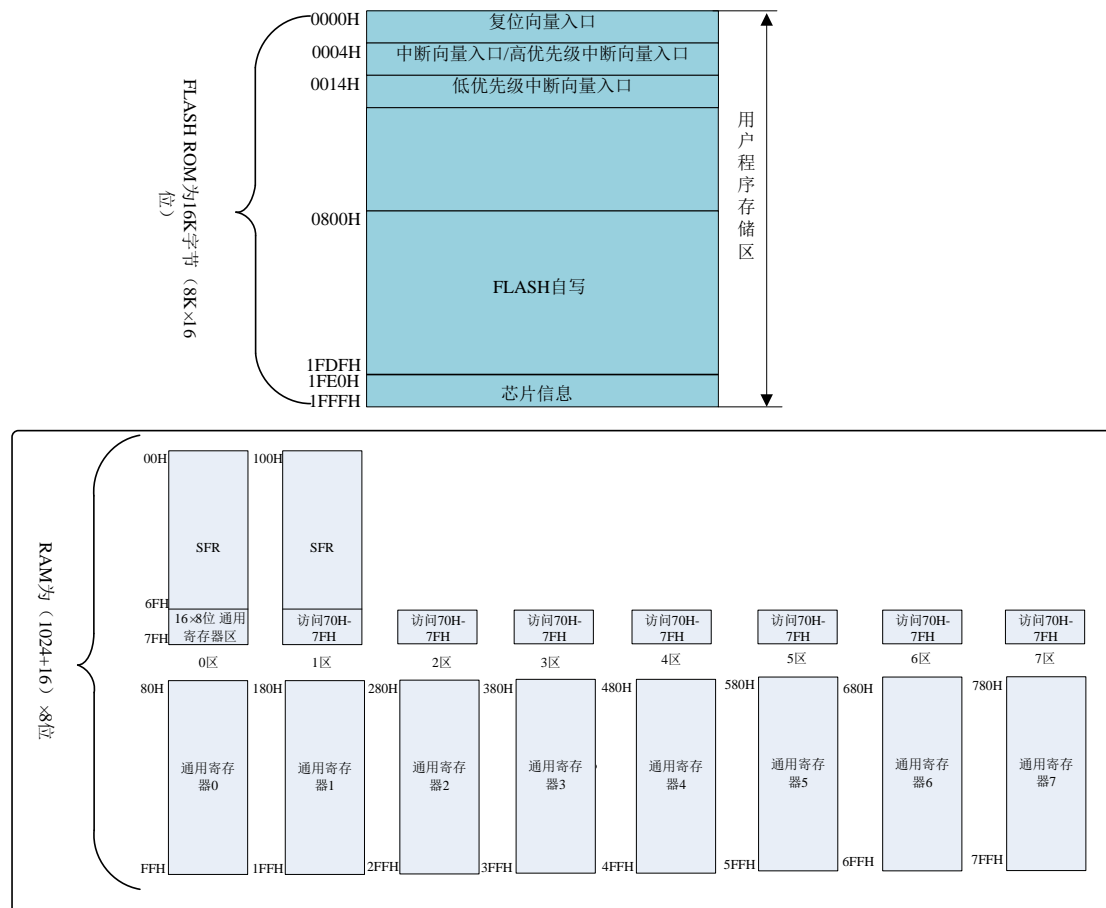 0000H
复位向量入口
0004H
中断向量入口/高优先级中断向量入口
0014H
低优先级中断向量入口
FLASH ROM为16K字节（8K×16
位）
用户程序存储区
0800H
FLASH自写
1FDFH
1FE0H
芯片信息
1FFFH
RAM为（1024+16）×8位
00H
100H
SFR
SFR
6FH
16×8位 通用
寄存器区
7FH
访问70H-
7FH
访问70H-
7FH
访问70H-
7FH
访问70H-
7FH
访问70H-
7FH
访问70H-
7FH
访问70H-
7FH
0区
1区
2区
3区
4区
5区
6区
7区
80H
180H
280H
380H
480H
580H
680H
780H
通用寄存
器0
通用寄存
器1
通用寄存
器2
通用寄存
器3
通用寄存
器4
通用寄存
器5
通用寄存
器6
通用寄存
器7
FFH
1FFH
2FFH
3FFH
4FFH
5FFH
6FFH
7FFH